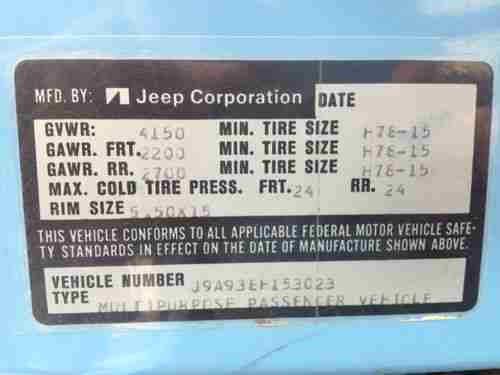 MFD. BY: Jeep Corporation DATE
GVWR: 4150 MIN. TIRE SIZE H78-15
GAWR. FRT. 2200 MIN. TIRE SIZE H78-15
GAWR. RR. 2700 MIN. TIRE SIZE H78-15
MAX. COLD TIRE PRESS. FRT. 24 RR. 24
RIM SIZE 5.50X15
THIS VEHICLE CONFORMS TO ALL APPLICABLE FEDERAL MOTOR VEHICLE SAFE-
TY STANDARDS IN EFFECT ON THE DATE OF MANUFACTURE SHOWN ABOVE.
VEHICLE NUMBER
TYPE MULTIPURPOSE PASSENGER VEHICLE